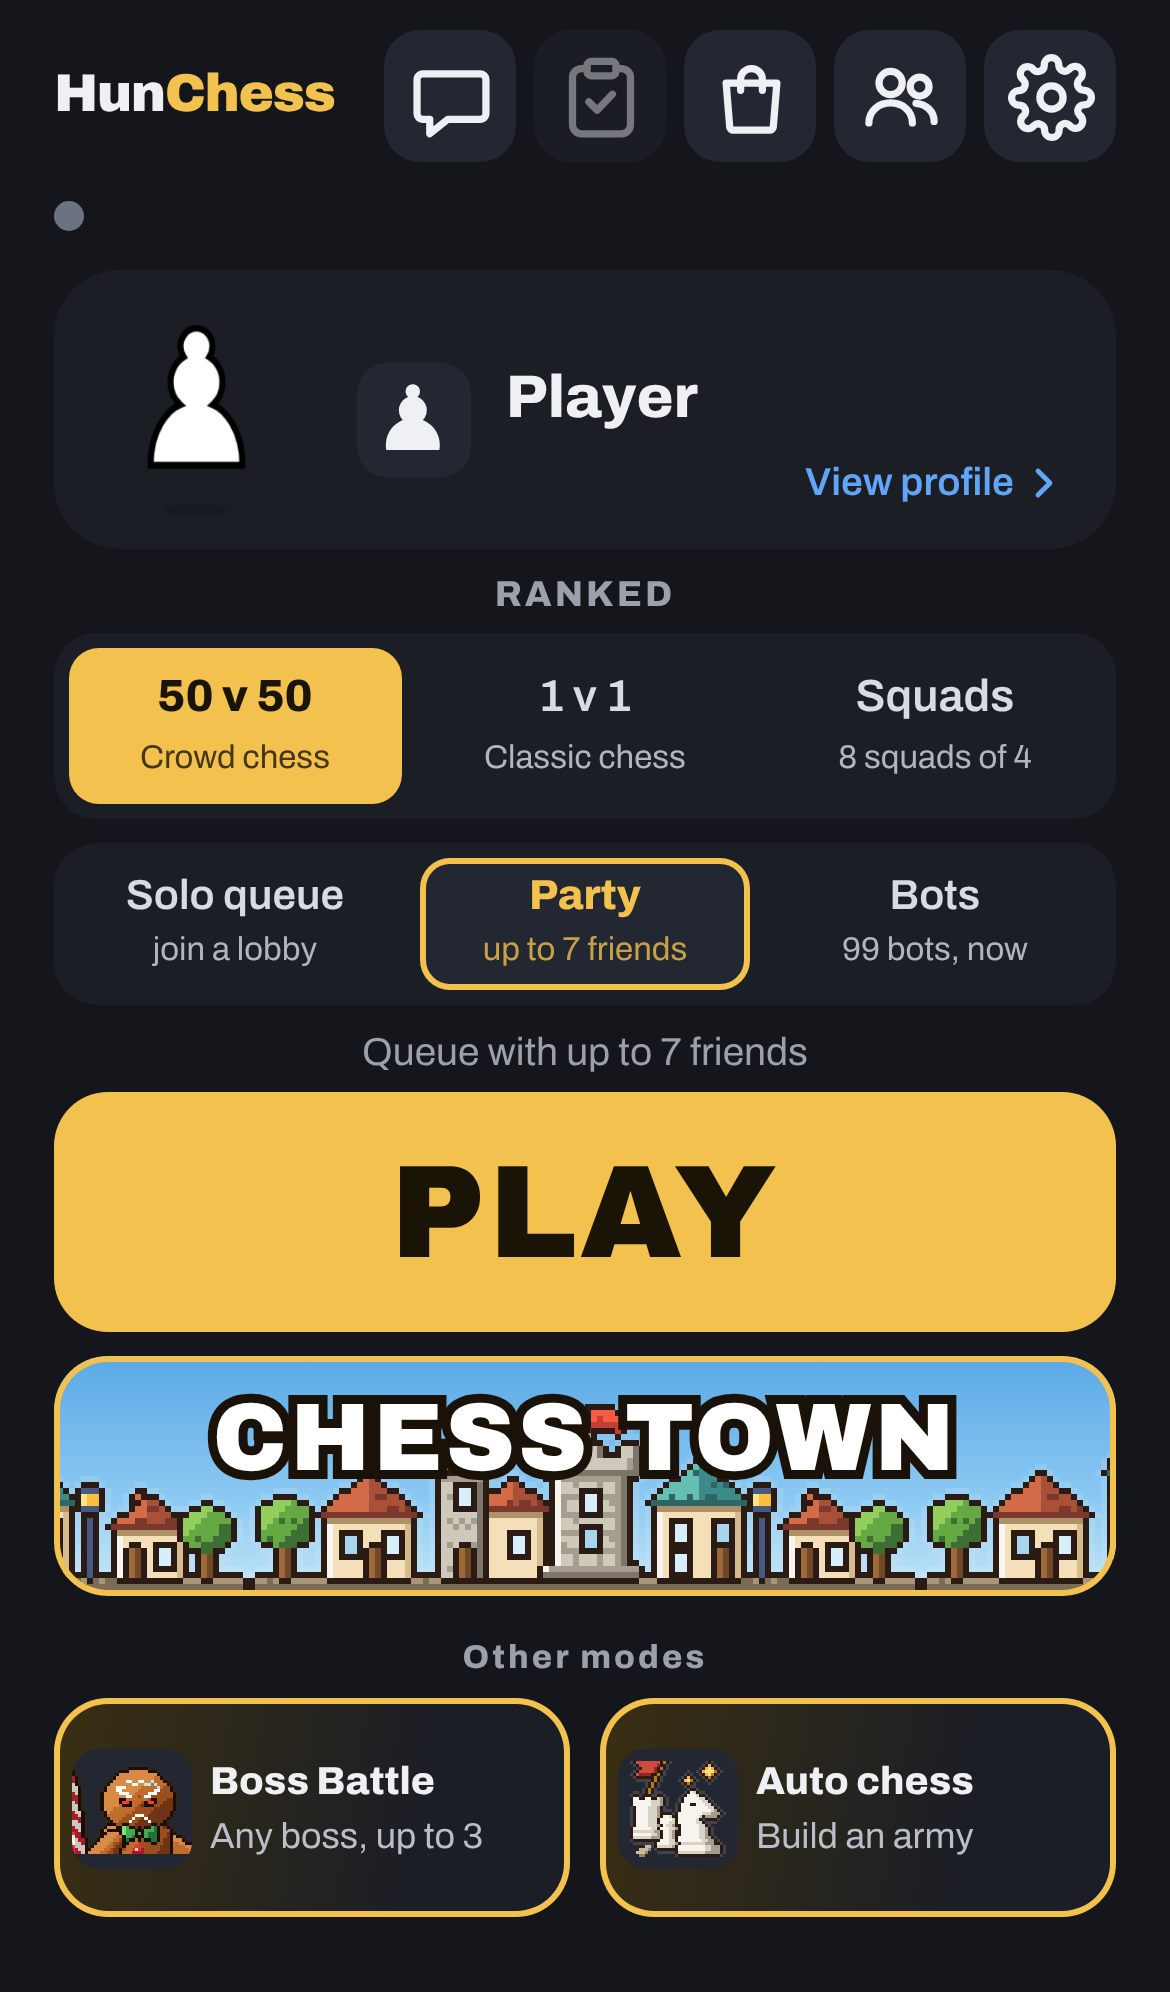 HunChess
Player
View profile
RANKED
50 v 50
Crowd chess
1 v 1
Classic chess
Squads
8 squads of 4
Solo queue
join a lobby
Party
up to 7 friends
Bots
99 bots, now
Queue with up to 7 friends
PLAY
CHESS TOWN
Other modes
Boss Battle
Any boss, up to 3
Auto chess
Build an army